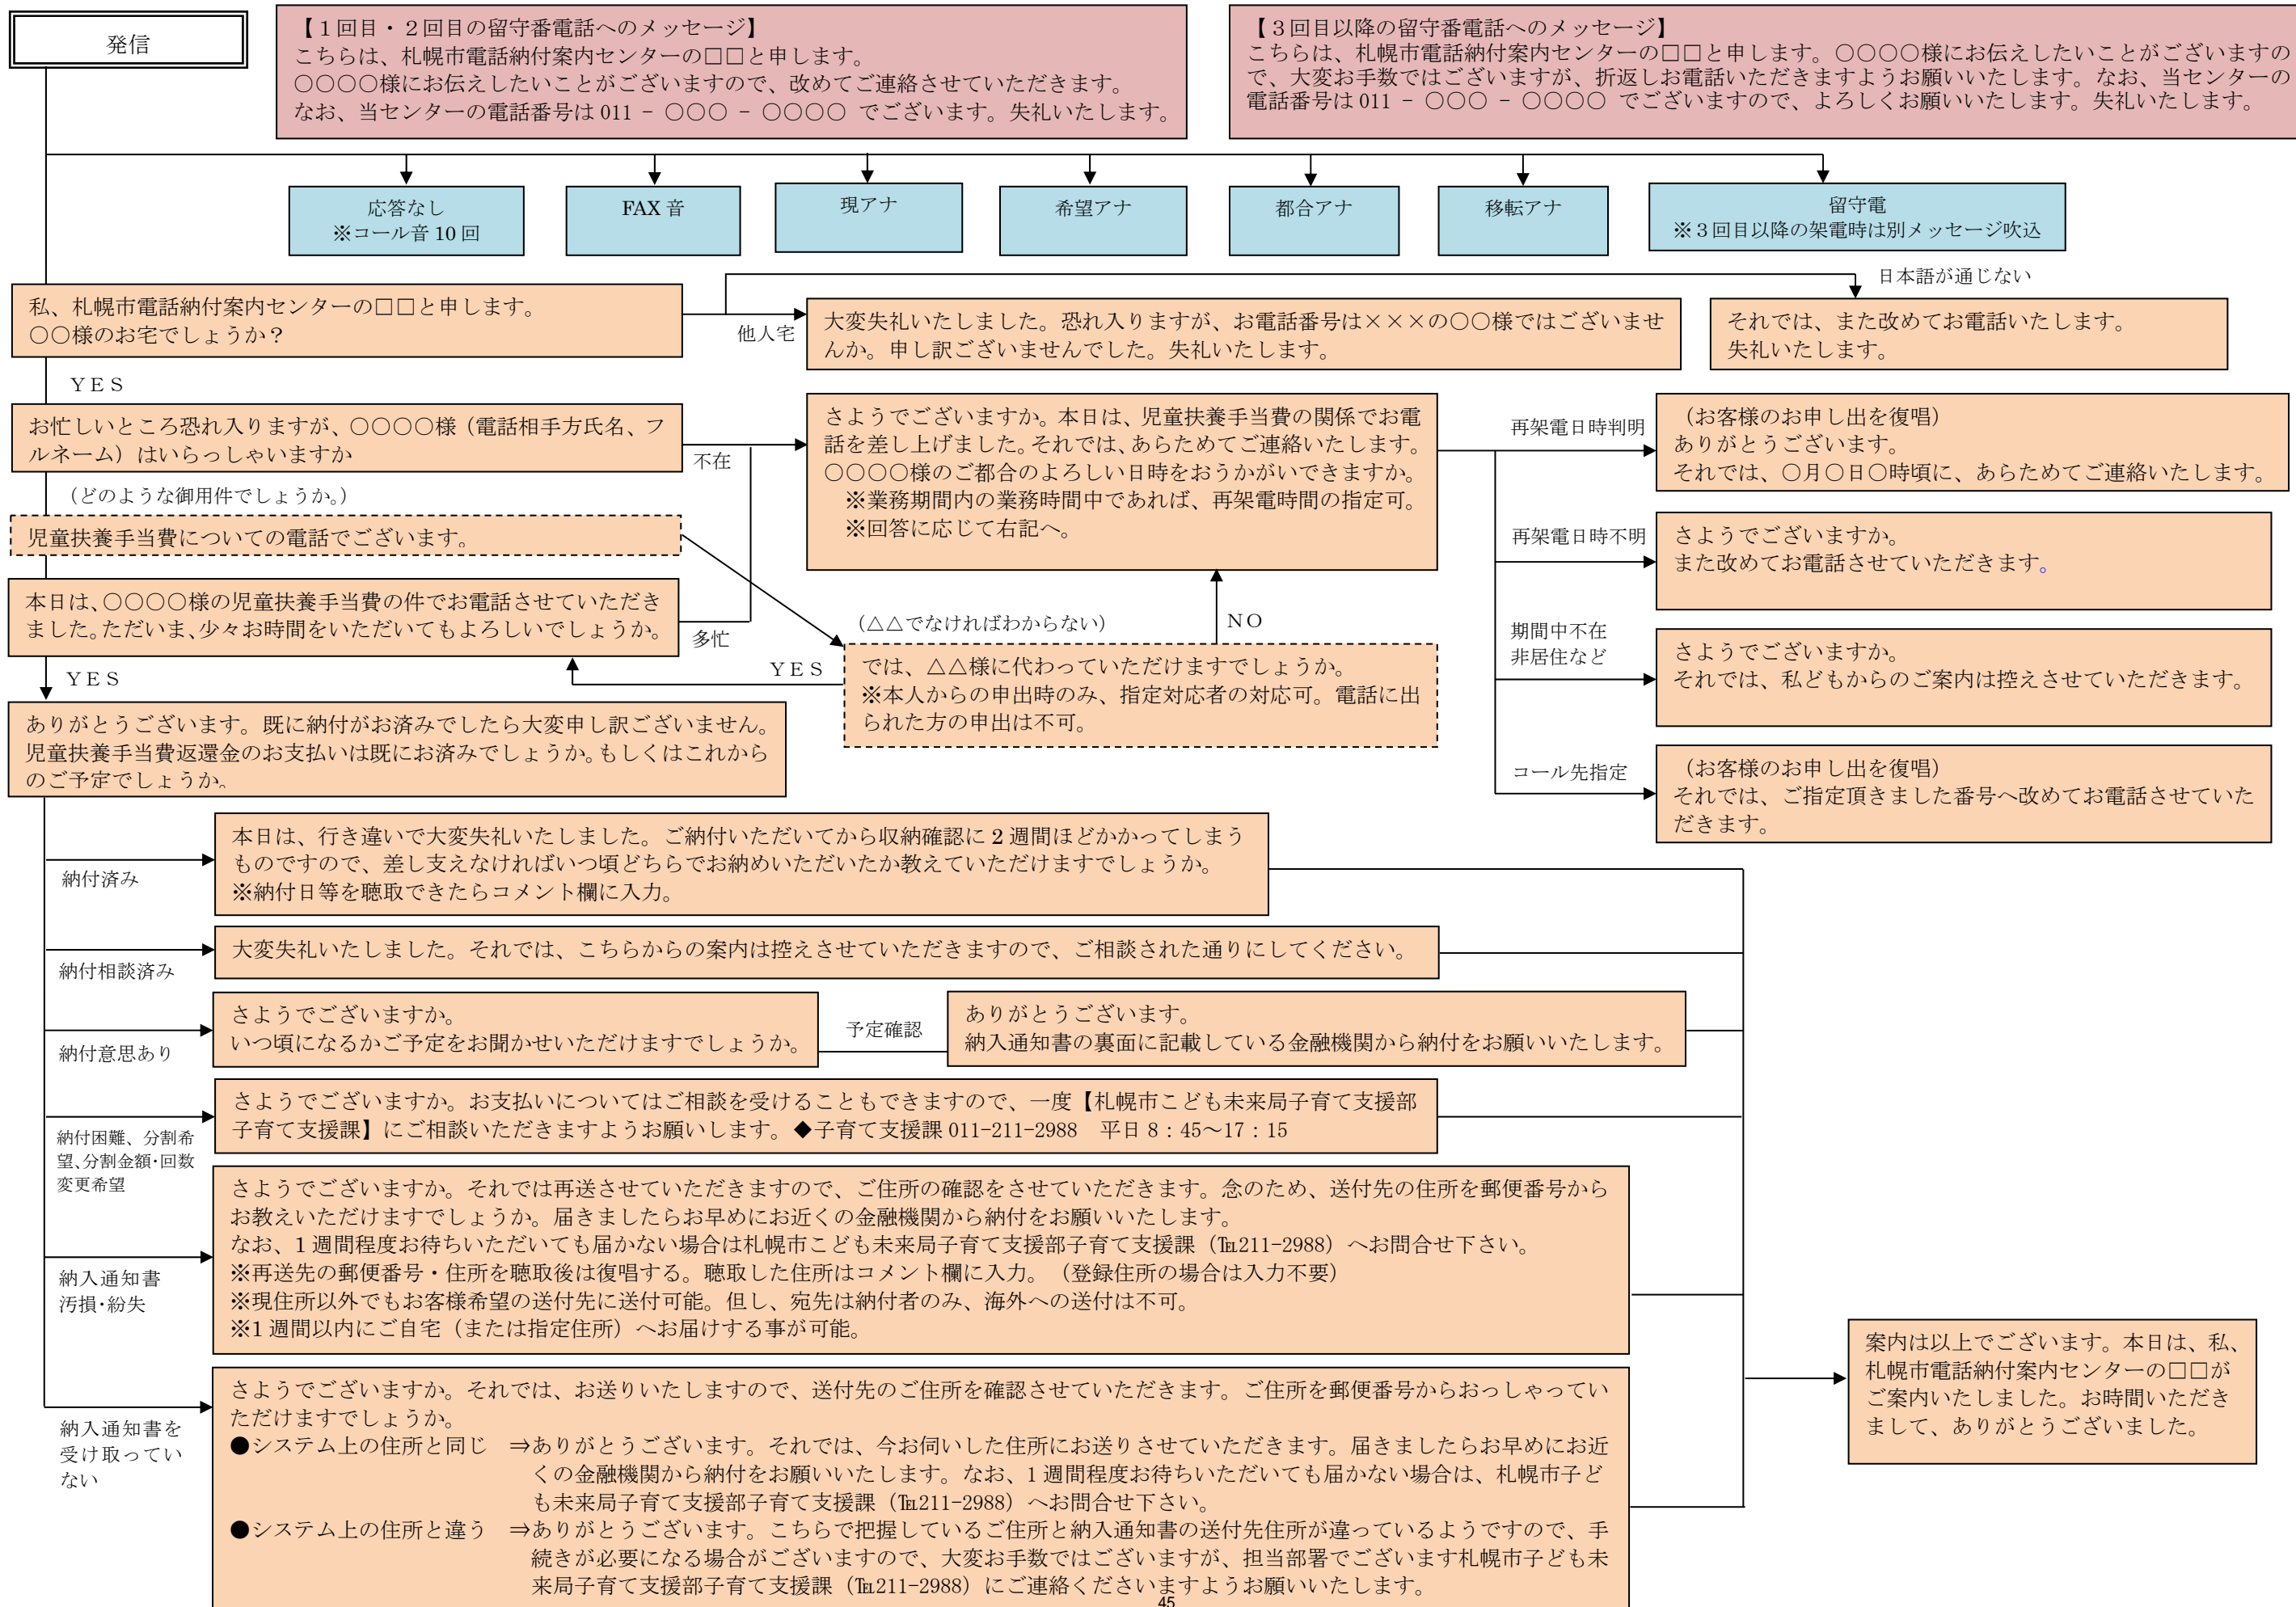 発信
【１回目・２回目の留守番電話へのメッセージ】
こちらは、札幌市電話納付案内センターの□□と申します。
○○○○様にお伝えしたいことがございますので、改めてご連絡させていただきます。
なお、当センターの電話番号は 011 − ○○○ − ○○○○ でございます。失礼いたします。
【３回目以降の留守番電話へのメッセージ】
こちらは、札幌市電話納付案内センターの□□と申します。○○○○様にお伝えしたいことがございますの
で、大変お手数ではございますが、折返しお電話いただきますようお願いいたします。なお、当センターの
電話番号は 011 − ○○○ − ○○○○ でございますので、よろしくお願いいたします。失礼いたします。
応答なし
※コール音 10 回
FAX 音
現アナ
希望アナ
都合アナ
移転アナ
留守電
※３回目以降の架電時は別メッセージ吹込
私、札幌市電話納付案内センターの□□と申します。
○○様のお宅でしょうか？
他人宅
大変失礼いたしました。恐れ入りますが、お電話番号は×××の○○様ではございませ
んか。申し訳ございませんでした。失礼いたします。
日本語が通じない
それでは、また改めてお電話いたします。
失礼いたします。
ＹＥＳ
お忙しいところ恐れ入りますが、○○○○様（電話相手方氏名、フ
ルネーム）はいらっしゃいますか
不在
さようでございますか。本日は、児童扶養手当費の関係でお電
話を差し上げました。それでは、あらためてご連絡いたします。
○○○○様のご都合のよろしい日時をおうかがいできますか。
※業務期間内の業務時間中であれば、再架電時間の指定可。
※回答に応じて右記へ。
再架電日時判明
（お客様のお申し出を復唱）
ありがとうございます。
それでは、○月○日○時頃に、あらためてご連絡いたします。
（どのような御用件でしょうか。）
児童扶養手当費についての電話でございます。
再架電日時不明
さようでございますか。
また改めてお電話させていただきます。
本日は、○○○○様の児童扶養手当費の件でお電話させていただき
ました。ただいま、少々お時間をいただいてもよろしいでしょうか。
多忙
（△△でなければわからない）
ＮＯ
ＹＥＳ
では、△△様に代わっていただけますでしょうか。
※本人からの申出時のみ、指定対応者の対応可。電話に出
られた方の申出は不可。
期間中不在
非居住など
さようでございますか。
それでは、私どもからのご案内は控えさせていただきます。
ＹＥＳ
ありがとうございます。既に納付がお済みでしたら大変申し訳ございません。
児童扶養手当費返還金のお支払いは既にお済みでしょうか。もしくはこれから
のご予定でしょうか。
コール先指定
（お客様のお申し出を復唱）
それでは、ご指定頂きました番号へ改めてお電話させていた
だきます。
納付済み
本日は、行き違いで大変失礼いたしました。ご納付いただいてから収納確認に 2 週間ほどかかってしまう
ものですので、差し支えなければいつ頃どちらでお納めいただいたか教えていただけますでしょうか。
※納付日等を聴取できたらコメント欄に入力。
納付相談済み
大変失礼いたしました。それでは、こちらからの案内は控えさせていただきますので、ご相談された通りにしてください。
納付意思あり
さようでございますか。
いつ頃になるかご予定をお聞かせいただけますでしょうか。
予定確認
ありがとうございます。
納入通知書の裏面に記載している金融機関から納付をお願いいたします。
納付困難、分割希
望、分割金額・回数
変更希望
さようでございますか。お支払いについてはご相談を受けることもできますので、一度【札幌市こども未来局子育て支援部
子育て支援課】にご相談いただきますようお願いします。◆子育て支援課 011-211-2988　平日 8：45～17：15
納入通知書
汚損・紛失
さようでございますか。それでは再送させていただきますので、ご住所の確認をさせていただきます。念のため、送付先の住所を郵便番号から
お教えいただけますでしょうか。届きましたらお早めにお近くの金融機関から納付をお願いいたします。
なお、1 週間程度お待ちいただいても届かない場合は札幌市こども未来局子育て支援部子育て支援課（℡211-2988）へお問合せ下さい。
※再送先の郵便番号・住所を聴取後は復唱する。聴取した住所はコメント欄に入力。（登録住所の場合は入力不要）
※現住所以外でもお客様希望の送付先に送付可能。但し、宛先は納付者のみ、海外への送付は不可。
※1 週間以内にご自宅（または指定住所）へお届けする事が可能。
納入通知書を
受け取ってい
ない
さようでございますか。それでは、お送りいたしますので、送付先のご住所を確認させていただきます。ご住所を郵便番号からおっしゃってい
ただけますでしょうか。
●システム上の住所と同じ　⇒ありがとうございます。それでは、今お伺いした住所にお送りさせていただきます。届きましたらお早めにお近
くの金融機関から納付をお願いいたします。なお、1 週間程度お待ちいただいても届かない場合は、札幌市子ど
も未来局子育て支援部子育て支援課（℡211-2988）へお問合せ下さい。
●システム上の住所と違う　⇒ありがとうございます。こちらで把握しているご住所と納入通知書の送付先住所が違っているようですので、手
続きが必要になる場合がございますので、大変お手数ではございますが、担当部署でございます札幌市子ども未
来局子育て支援部子育て支援課（℡211-2988）にご連絡くださいますようお願いいたします。
案内は以上でございます。本日は、私、
札幌市電話納付案内センターの□□が
ご案内いたしました。お時間いただき
まして、ありがとうございました。
45